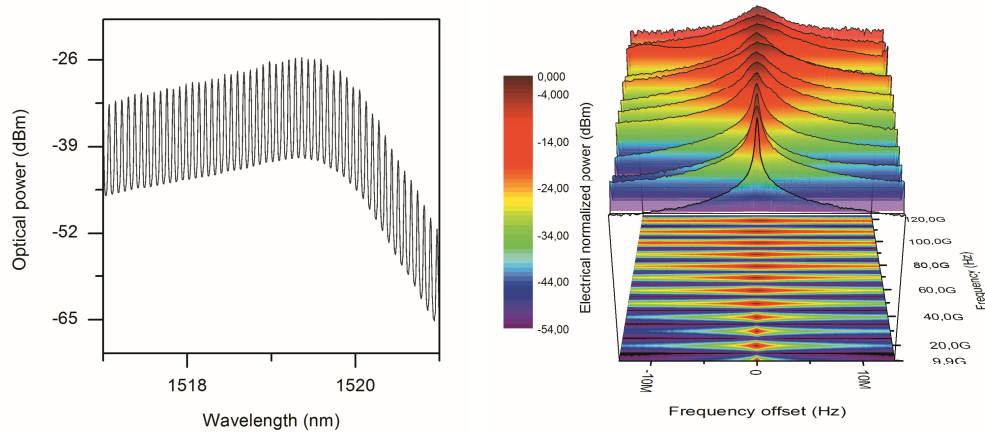 Optical power (dBm)
-26
-39
-52
-65
1518
1520
Wavelength (nm)
0,000
-4,000
-14,00
-24,00
-34,00
-44,00
-54,00
Electrical normalized power (dBm)
120,0G
100,0G
80,0G
60,0G
40,0G
20,0G
9,9G
Frequency (Hz)
-10M
0
10M
Frequency offset (Hz)